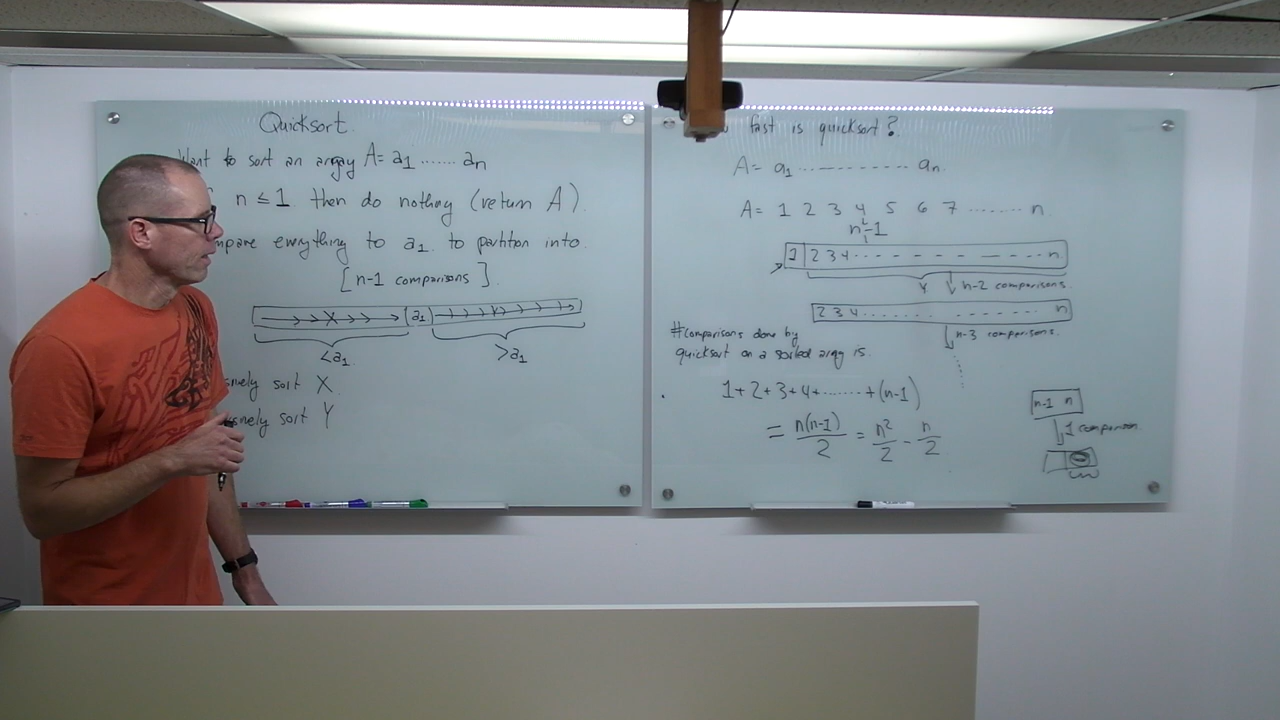 Quicksort
Want to sort an array A = a1 ...... an
n ≤ 1 then do nothing (return A).
everything to a1 to partition into.
[n-1 comparisons].
X a1 Y
<a1. >a1
sort X
sort Y
fast is quicksort?
A = a1 ... - - - - - ... an.
A = 1 2 3 4 5 6 7 ........ n.
n-1
1 2 3 4 ... - - - - - - - ... n
Y n-2 comparisons.
2 3 4 ........ ........ n
n-3 comparisons.
#comparisons done by
quicksort on a sorted array is.
1+2+3+4+.......+(n-1)
= n(n-1)/2 = n²/2 - n/2
n-1 n
1 comparison